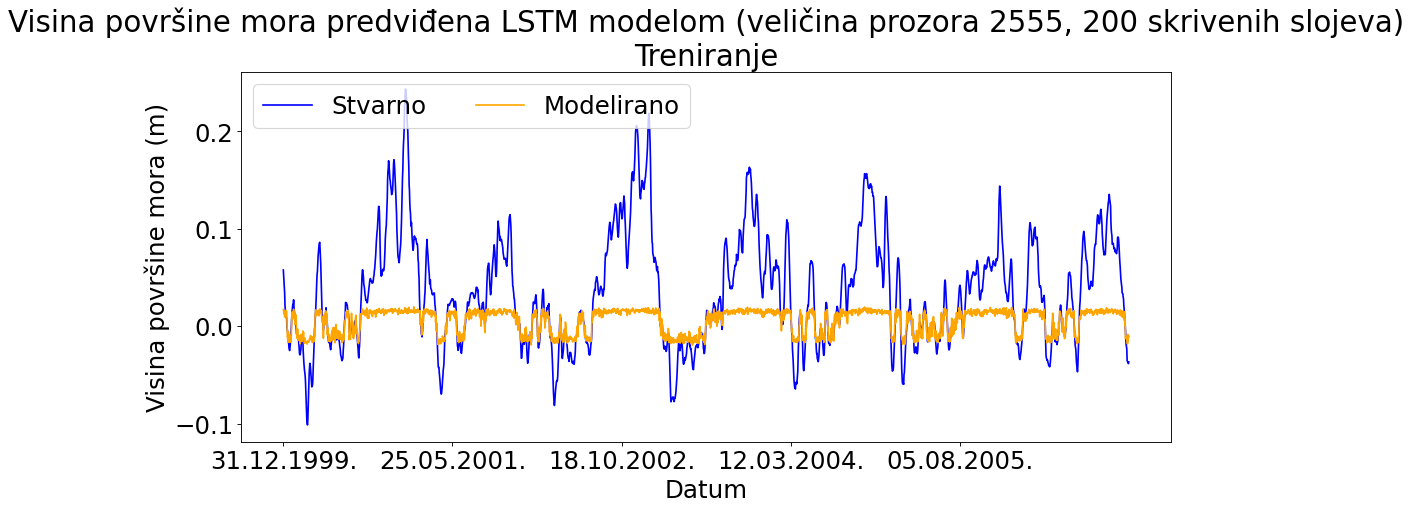 Visina površine mora predviđena LSTM modelom (veličina prozora 2555, 200 skrivenih slojeva)
Treniranje
Stvarno Modelirano
Visina površine mora (m)
0.2
0.1
0.0
−0.1
31.12.1999. 25.05.2001. 18.10.2002. 12.03.2004. 05.08.2005.
Datum